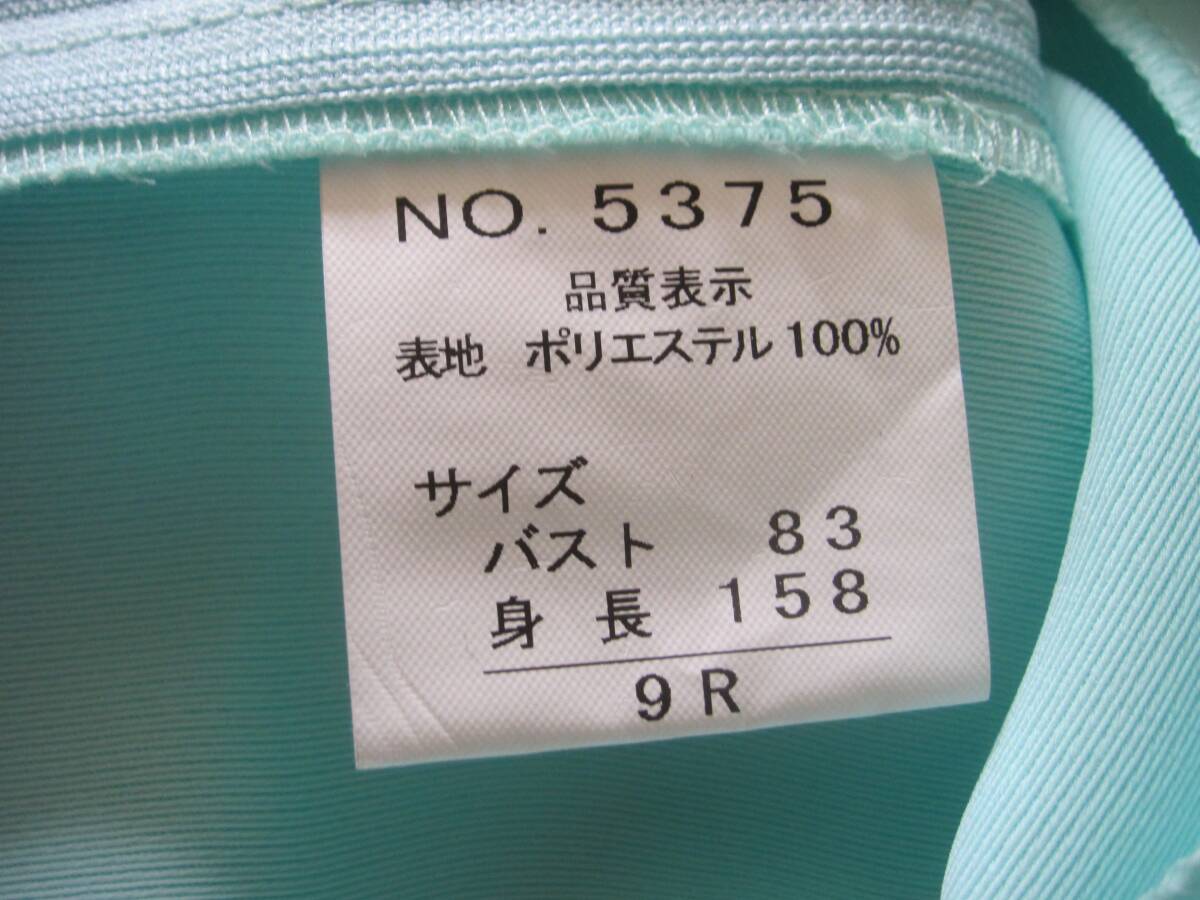 NO. 5375
品質表示
表地 ポリエステル 100%
サイズ
バスト 83
身長 158
9R